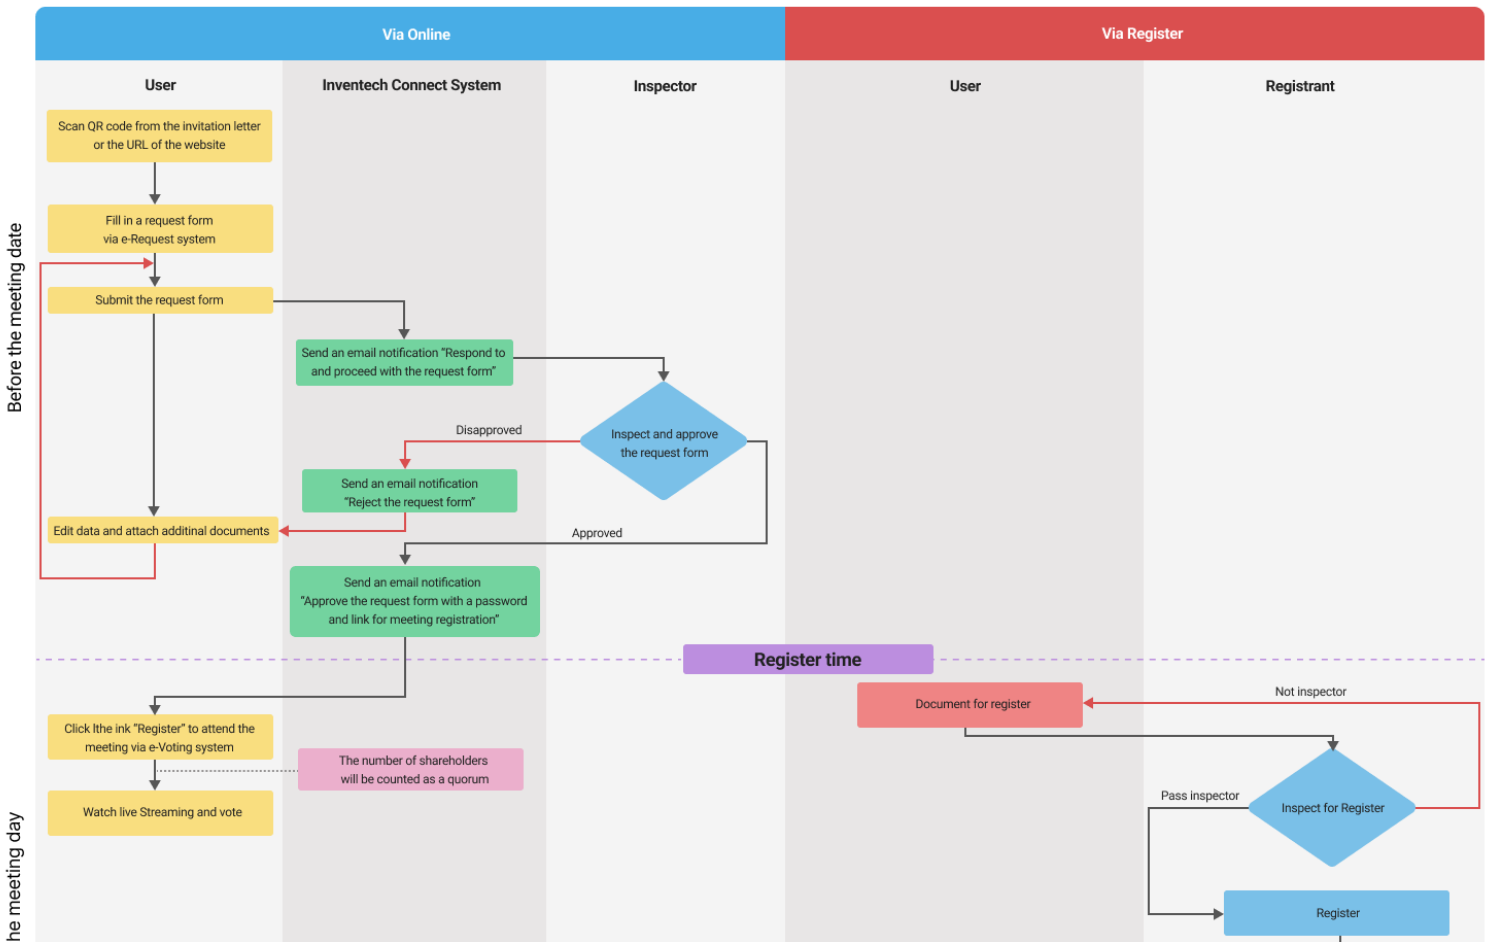 Via Online
Via Register
User
Inventech Connect System
Inspector
User
Registrant
Before the meeting date
Scan QR code from the invitation letter
or the URL of the website
Fill in a request form
via e-Request system
Submit the request form
Send an email notification “Respond to
and proceed with the request form”
Inspect and approve
the request form
Disapproved
Send an email notification
“Reject the request form”
Edit data and attach additinal documents
Approved
Send an email notification
“Approve the request form with a password
and link for meeting registration”
Register time
Document for register
Not inspector
Click lthe ink “Register” to attend the
meeting via e-Voting system
The number of shareholders
will be counted as a quorum
Watch live Streaming and vote
Pass inspector
Inspect for Register
he meeting day
Register